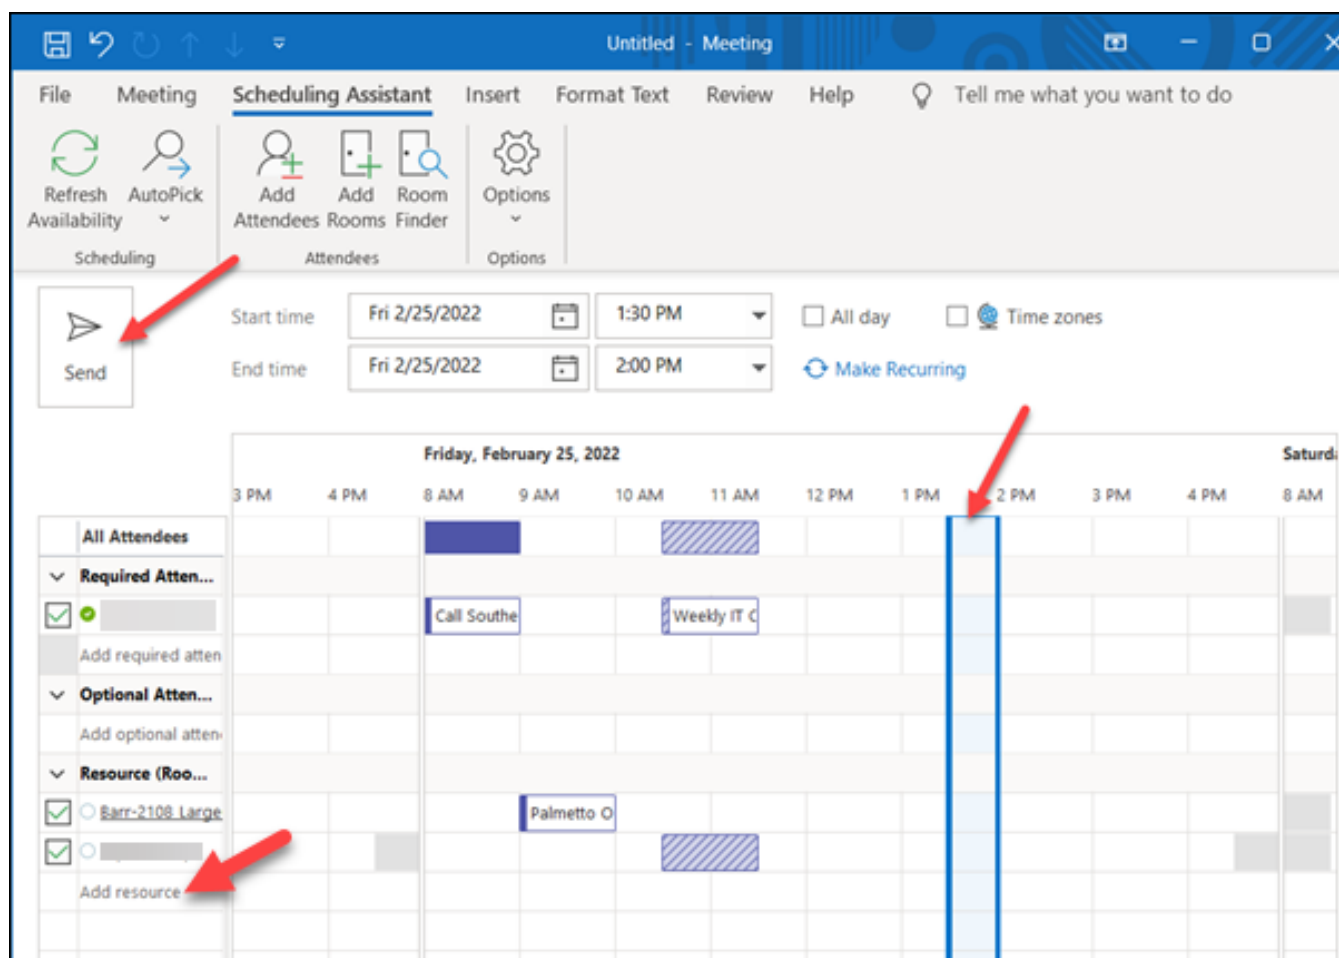 Untitled - Meeting
File Meeting Scheduling Assistant Insert Format Text Review Help Tell me what you want to do
Refresh Availability
AutoPick
Add Attendees
Add Rooms
Room Finder
Options
Scheduling
Attendees
Options
Send
Start time Fri 2/25/2022 1:30 PM All day Time zones
End time Fri 2/25/2022 2:00 PM Make Recurring
Friday, February 25, 2022 Saturd
3 PM 4 PM 8 AM 9 AM 10 AM 11 AM 12 PM 1 PM 2 PM 3 PM 4 PM 8 AM
All Attendees
Required Atten...
Call Southe Weekly IT C
Add required atten
Optional Atten...
Add optional atten
Resource (Roo...
Barr-2108 Large Palmetto O
Add resource